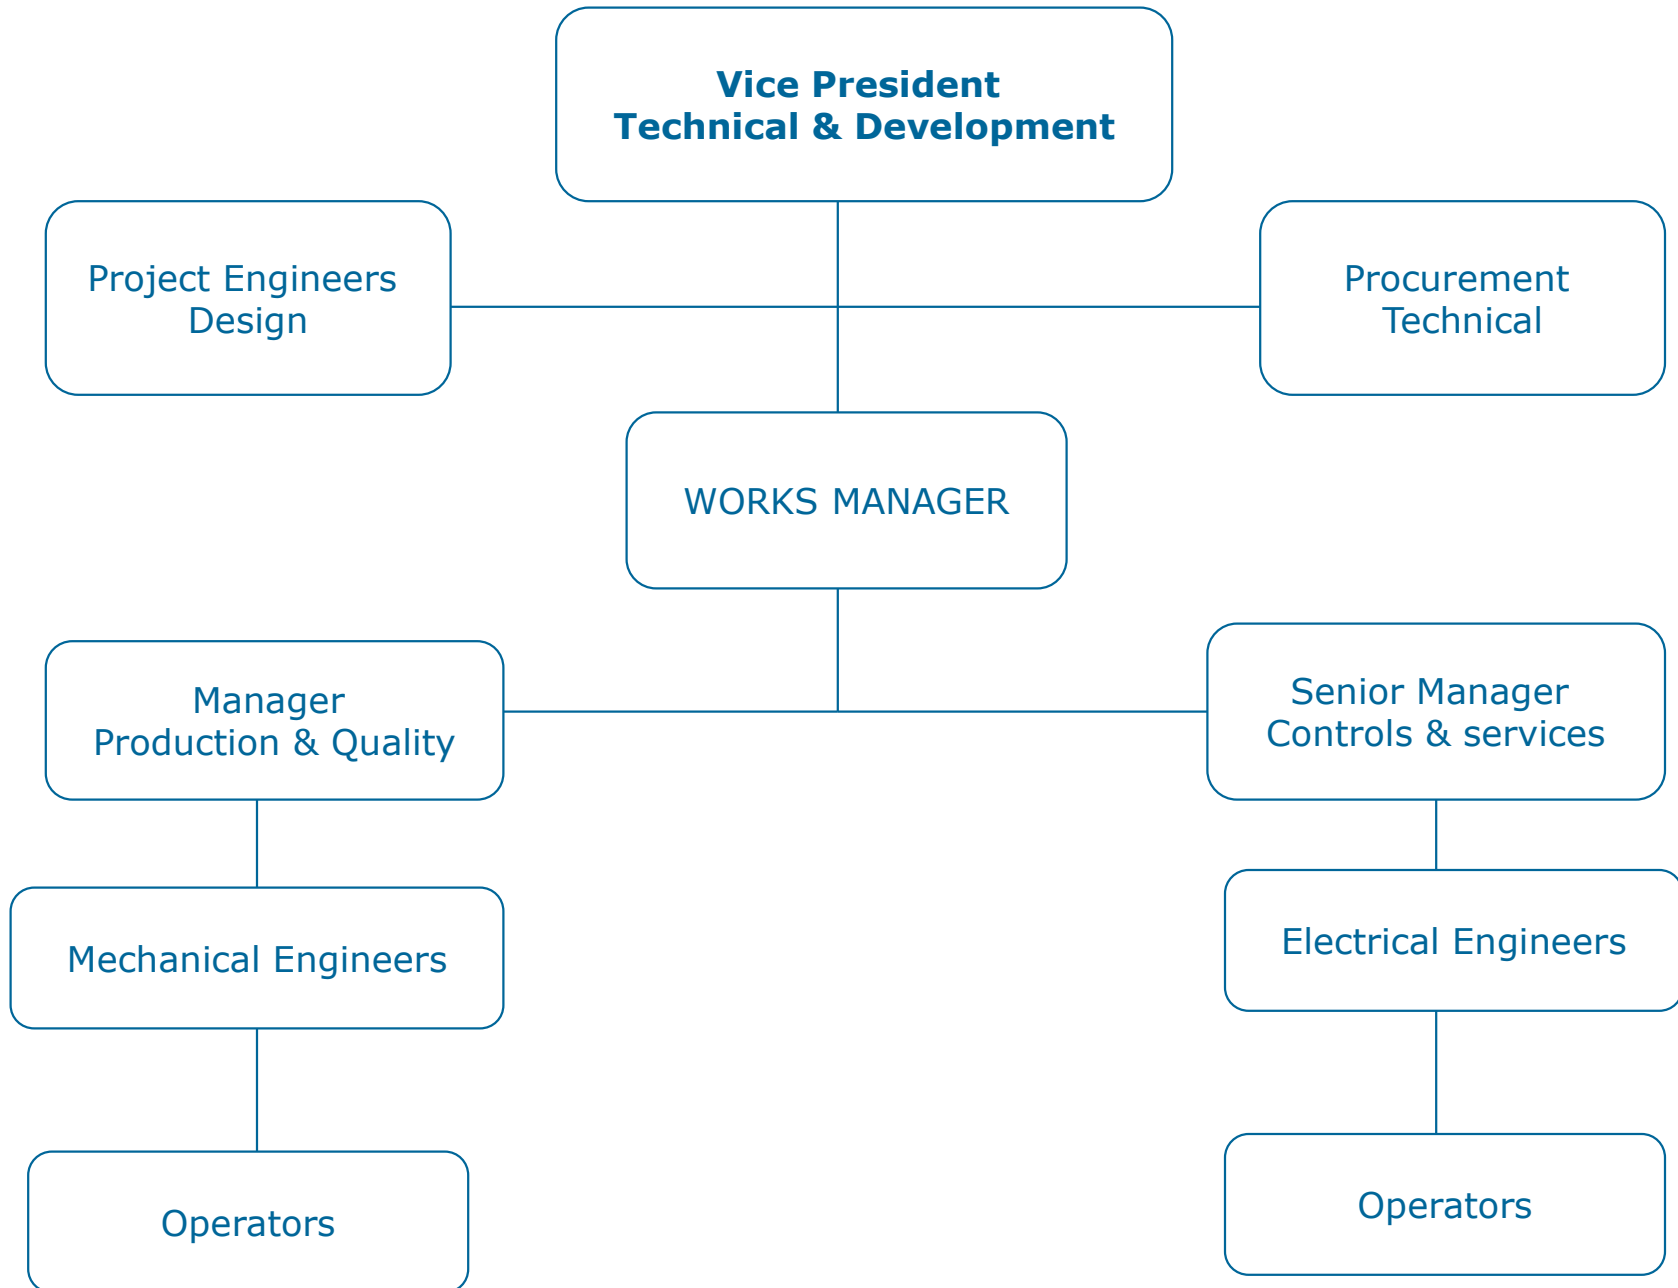 Vice President
Technical & Development
Project Engineers
Design
Procurement
Technical
WORKS MANAGER
Manager
Production & Quality
Senior Manager
Controls & services
Mechanical Engineers
Electrical Engineers
Operators
Operators